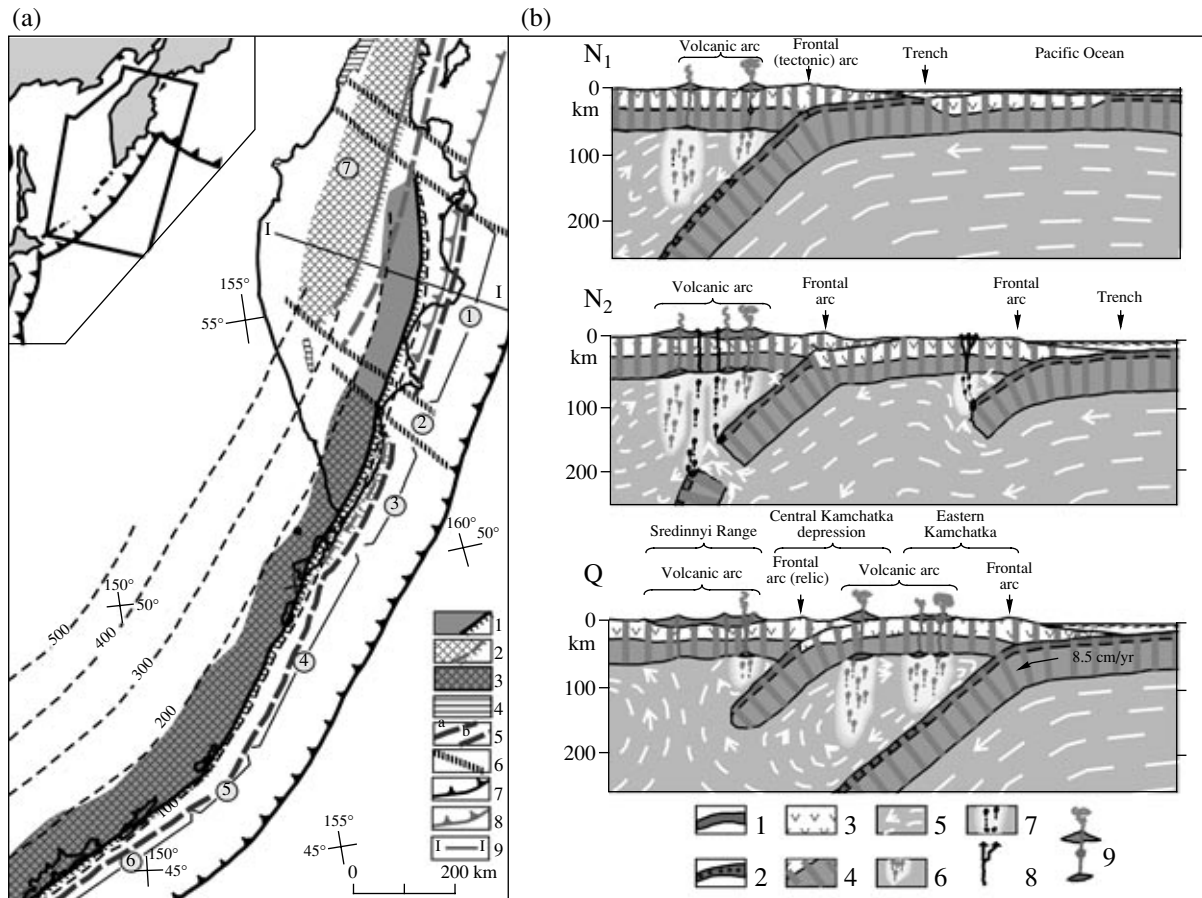 (a)
7
I
I
155°
55°
1
2
3
160°
50°
150°
50°
500
400
300
200
4
100
5
6
150°
45°
155°
45°
0
200 km
1
2
3
4
a
b
5
6
7
8
I I
9
(b)
N1
Volcanic arc
Frontal
(tectonic) arc
Trench
Pacific Ocean
0
km
100
200
N2
Volcanic arc
Frontal
arc
Frontal
arc
Trench
0
km
100
200
Sredinnyi Range
Central Kamchatka
depression
Eastern
Kamchatka
Q
Volcanic arc
Frontal
arc (relic)
Volcanic arc
Frontal
arc
0
km
100
200
8.5 cm/yr
1
3
5
7
2
4
6
8
9